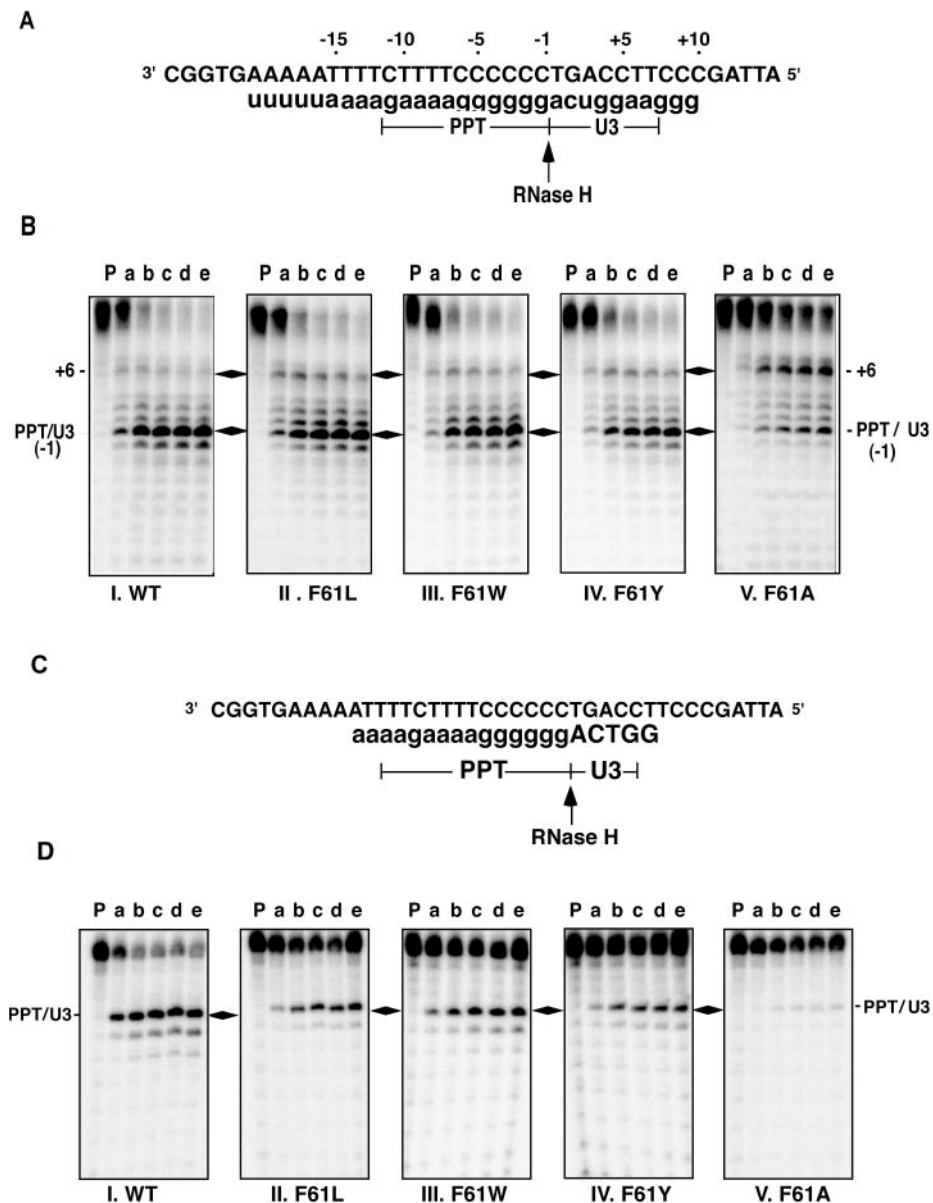 A
-15 -10 -5 -1 +5 +10
3' CGGTGAAAAATTTTCTTTTCCCCCCTGACCTTCCCGATTA 5'
uuuuuaaagaaaaggggggacuggaaggg
PPT U3
RNase H
B
P a b c d e P a b c d e P a b c d e P a b c d e P a b c d e
+6 - - +6
PPT/U3 - PPT / U3
(-1) (-1)
I. WT II . F61L III. F61W IV. F61Y V. F61A
C
3' CGGTGAAAAATTTTCTTTTCCCCCCTGACCTTCCCGATTA 5'
aaaagaaaaggggggACTGG
PPT U3
RNase H
D
P a b c d e P a b c d e P a b c d e P a b c d e P a b c d e
PPT/U3- -PPT/U3
I. WT II. F61L III. F61W IV. F61Y V. F61A